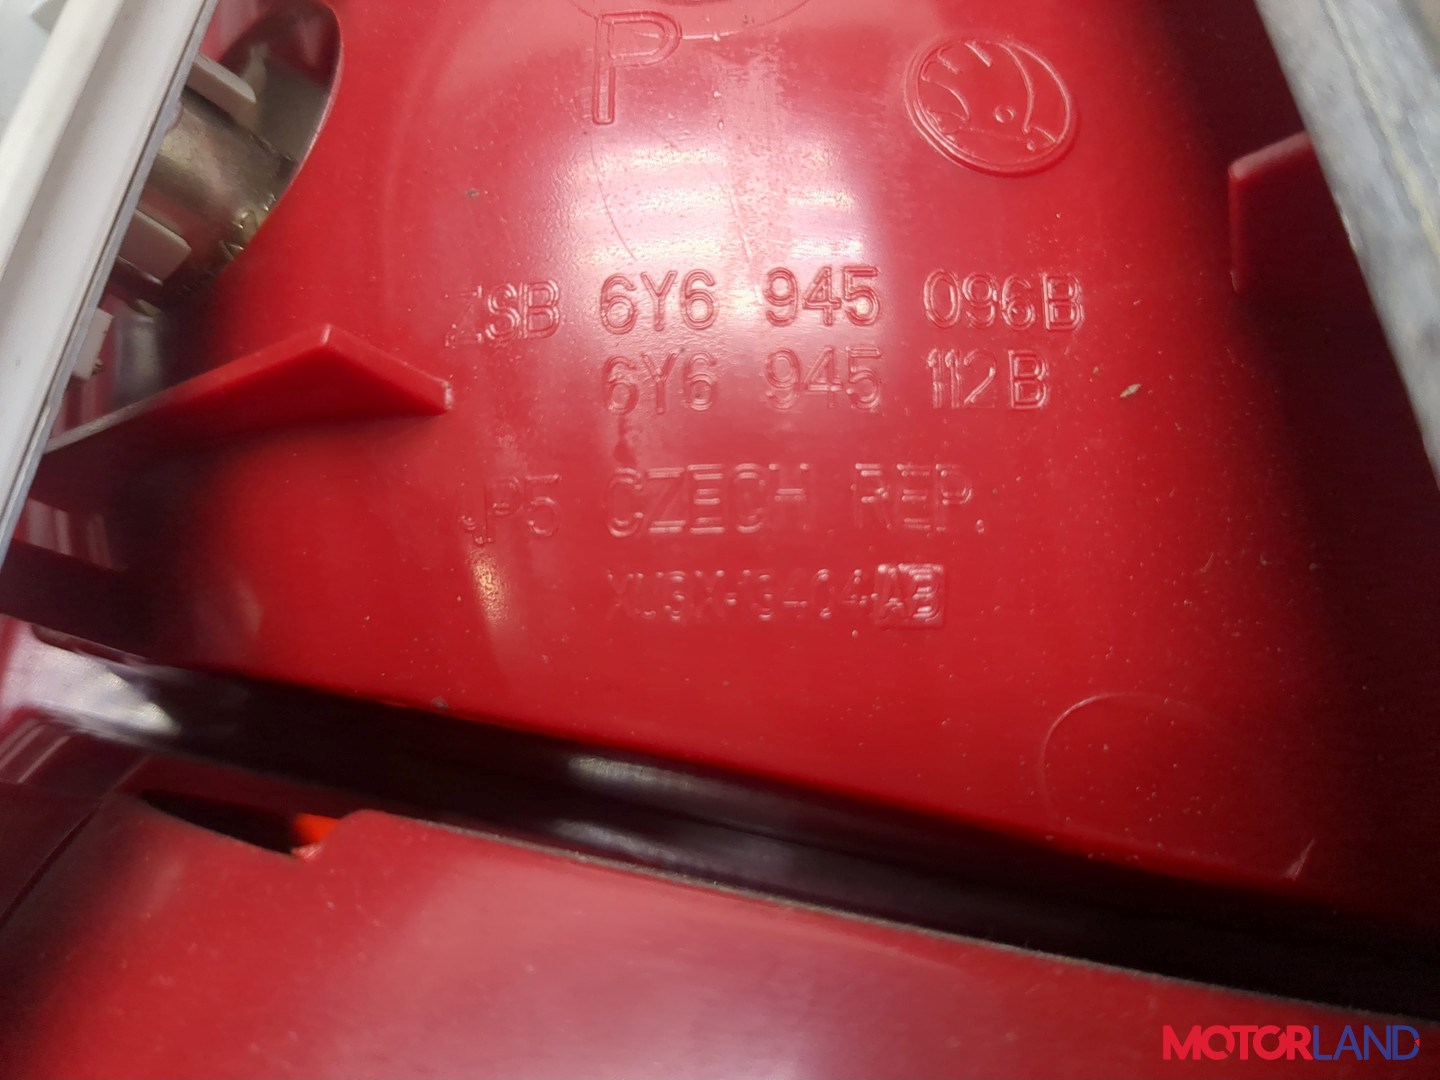 P
ZSB 6Y6 945 096B
6Y6 945 112B
CZECH REP.
MOTORLAND